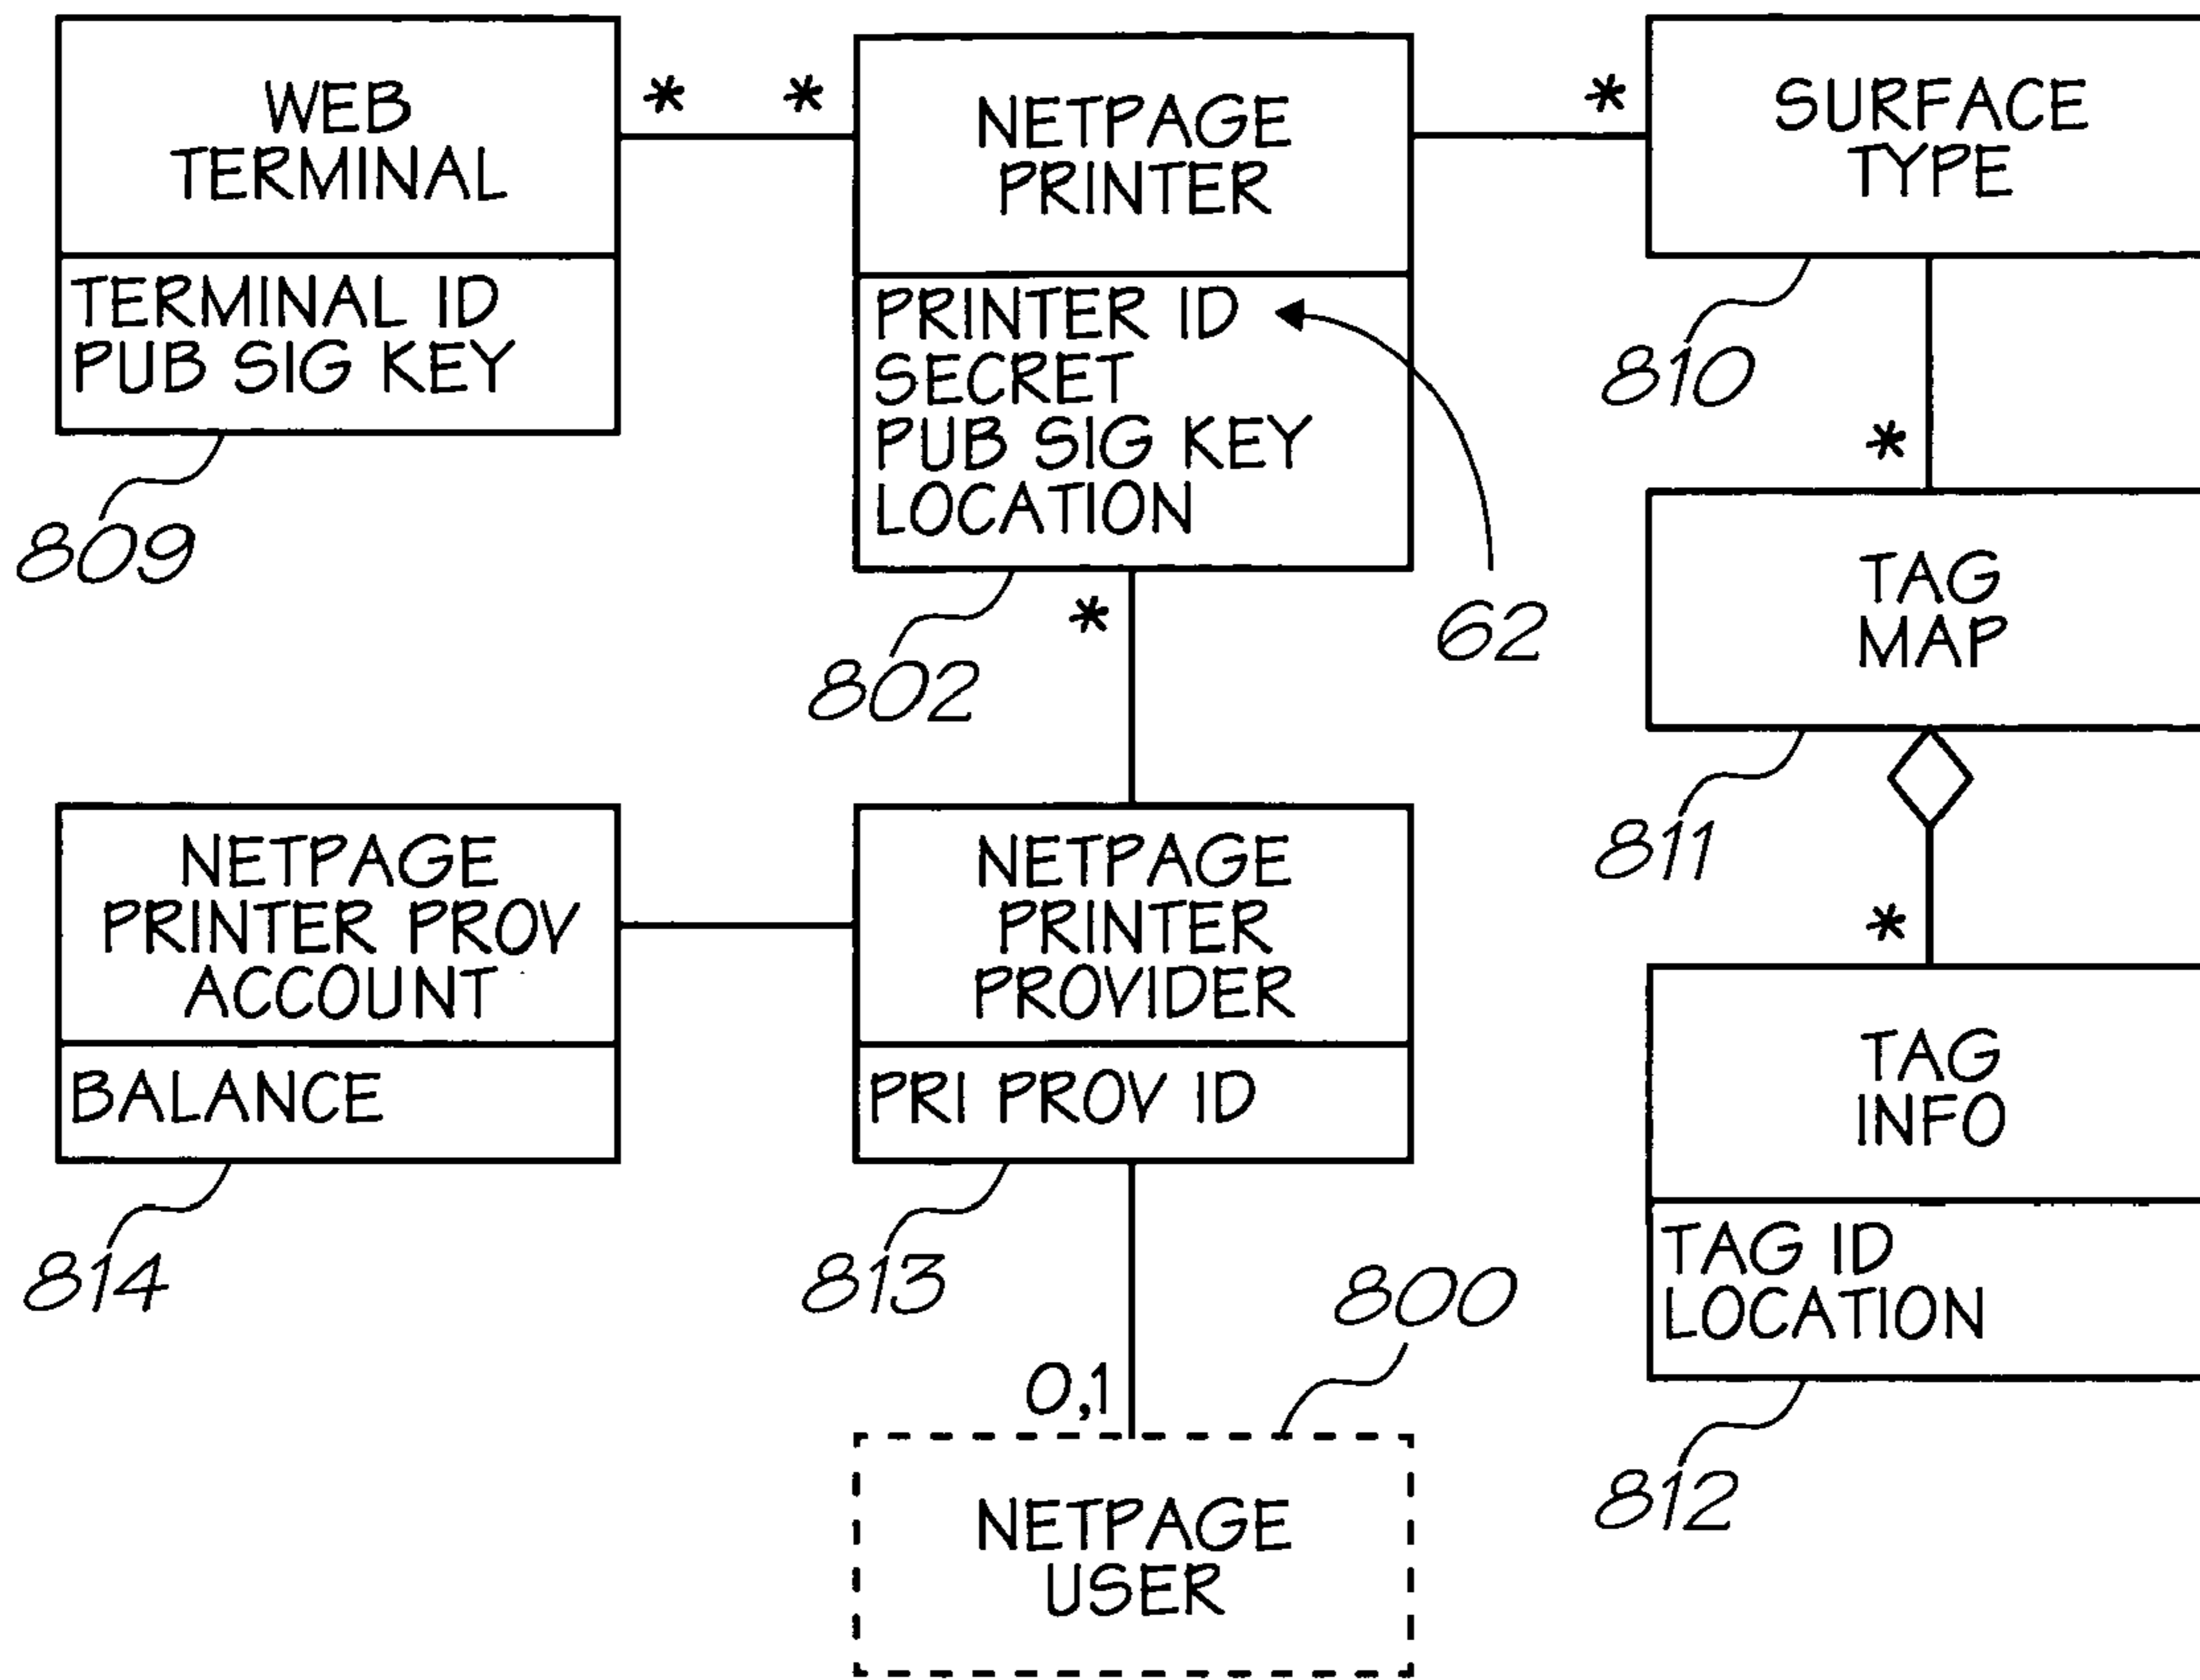 WEB
TERMINAL
TERMINAL ID
PUB SIG KEY
809
*
*
NETPAGE
PRINTER
PRINTER ID
SECRET
PUB SIG KEY
LOCATION
802
62
*
*
SURFACE
TYPE
810
*
TAG
MAP
811
*
TAG
INFO
TAG ID
LOCATION
812
NETPAGE
PRINTER PROV
ACCOUNT
BALANCE
814
NETPAGE
PRINTER
PROVIDER
PRI PROV ID
813
0,1
800
NETPAGE
USER